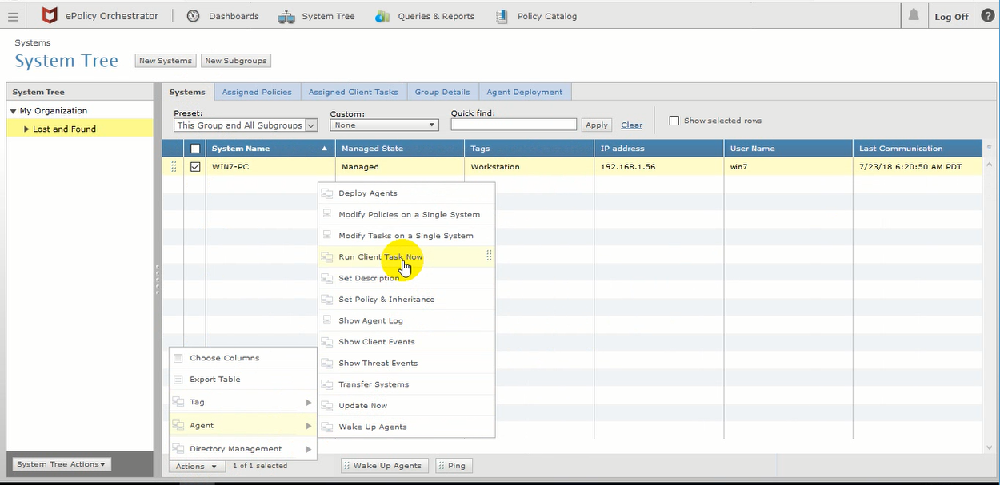 ePolicy Orchestrator
Dashboards
System Tree
Queries & Reports
Policy Catalog
Log Off
?
Systems
System Tree
New Systems
New Subgroups
System Tree
My Organization
Lost and Found
System Tree Actions
Systems
Assigned Policies
Assigned Client Tasks
Group Details
Agent Deployment
Preset:
This Group and All Subgroups
Custom:
None
Quick find:
Apply
Clear
Show selected rows
System Name
Managed State
Tags
IP address
User Name
Last Communication
WIN7-PC
Managed
Workstation
192.168.1.56
win7
7/23/18 6:20:50 AM PDT
Deploy Agents
Modify Policies on a Single System
Modify Tasks on a Single System
Run Client Task Now
Set Description
Set Policy & Inheritance
Show Agent Log
Show Client Events
Show Threat Events
Transfer Systems
Update Now
Wake Up Agents
Choose Columns
Export Table
Tag
Agent
Directory Management
Actions
1 of 1 selected
Wake Up Agents
Ping